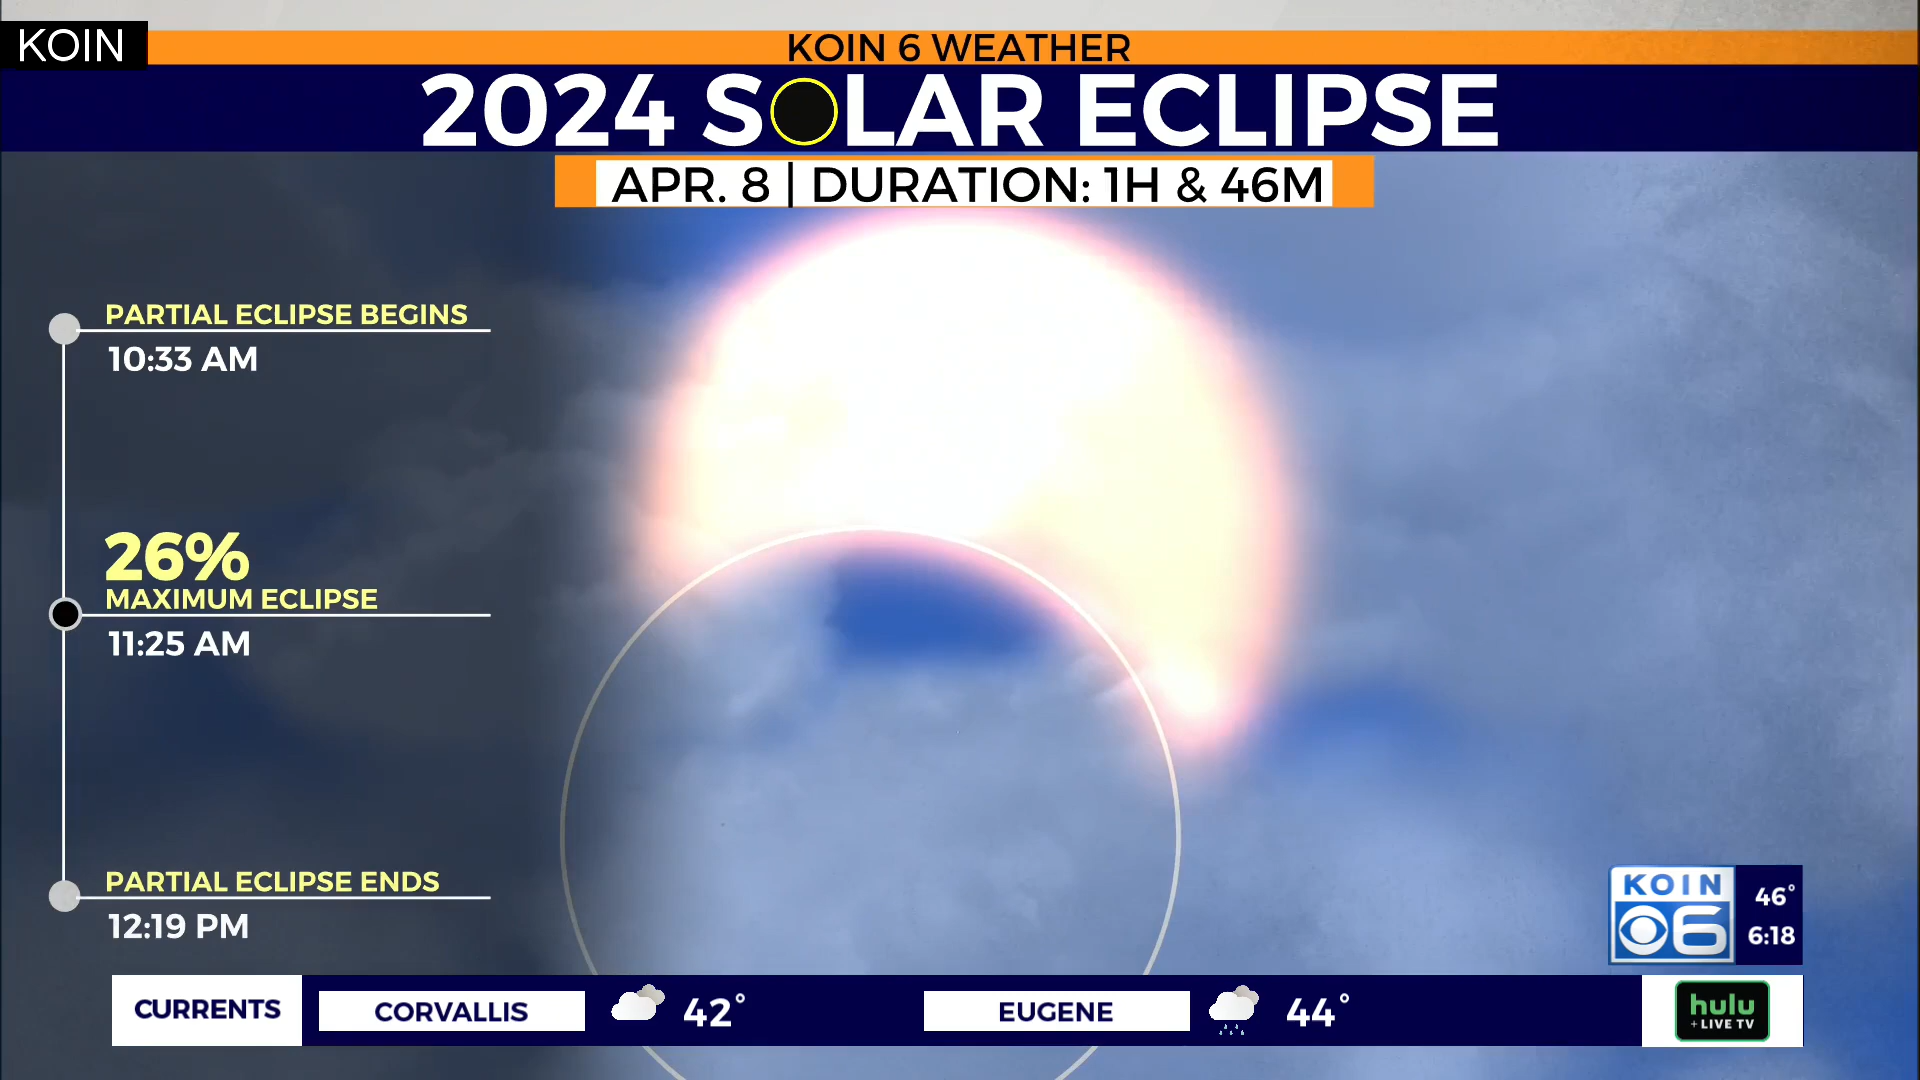 KOIN
KOIN 6 WEATHER
2024 SOLAR ECLIPSE
APR. 8 | DURATION: 1H & 46M
PARTIAL ECLIPSE BEGINS
10:33 AM
26%
MAXIMUM ECLIPSE
11:25 AM
PARTIAL ECLIPSE ENDS
12:19 PM
KOIN
6
46°
6:18
CURRENTS
CORVALLIS 42°
EUGENE 44°
hulu
+ LIVE TV